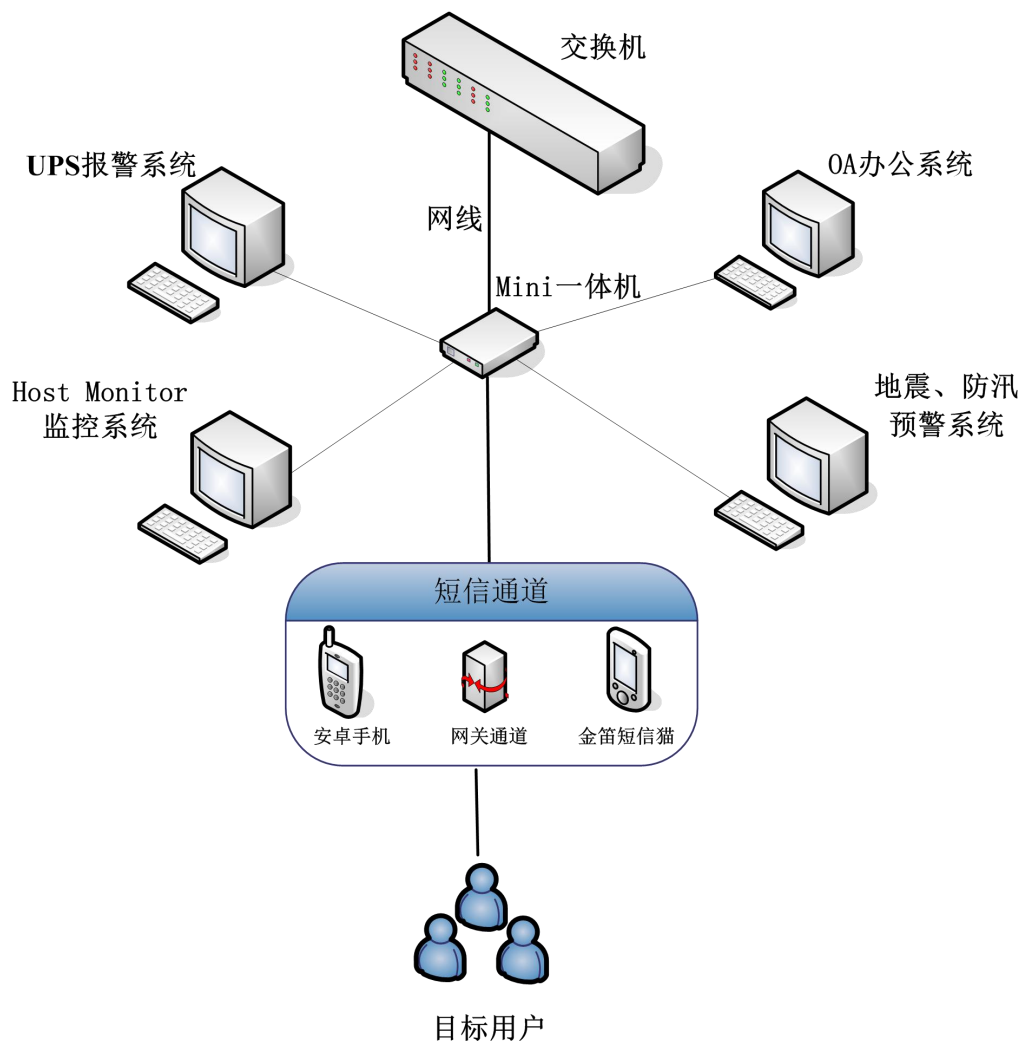 交换机
UPS报警系统
OA办公系统
网线
Mini一体机
Host Monitor
监控系统
地震、防汛
预警系统
短信通道
安卓手机
网关通道
金笛短信猫
目标用户